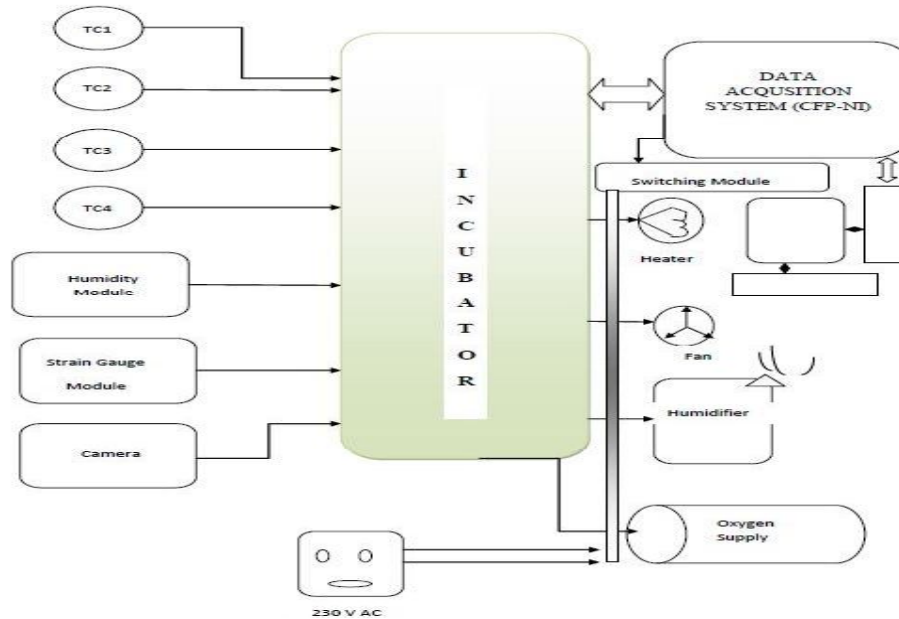 TC1
TC2
TC3
TC4
Humidity
Module
Strain Gauge
Module
Camera
I
N
C
U
B
A
T
O
R
DATA
ACQUSITION
SYSTEM (CFP-NI)
Switching Module
Heater
Fan
Humidifier
Oxygen
Supply
230 V AC